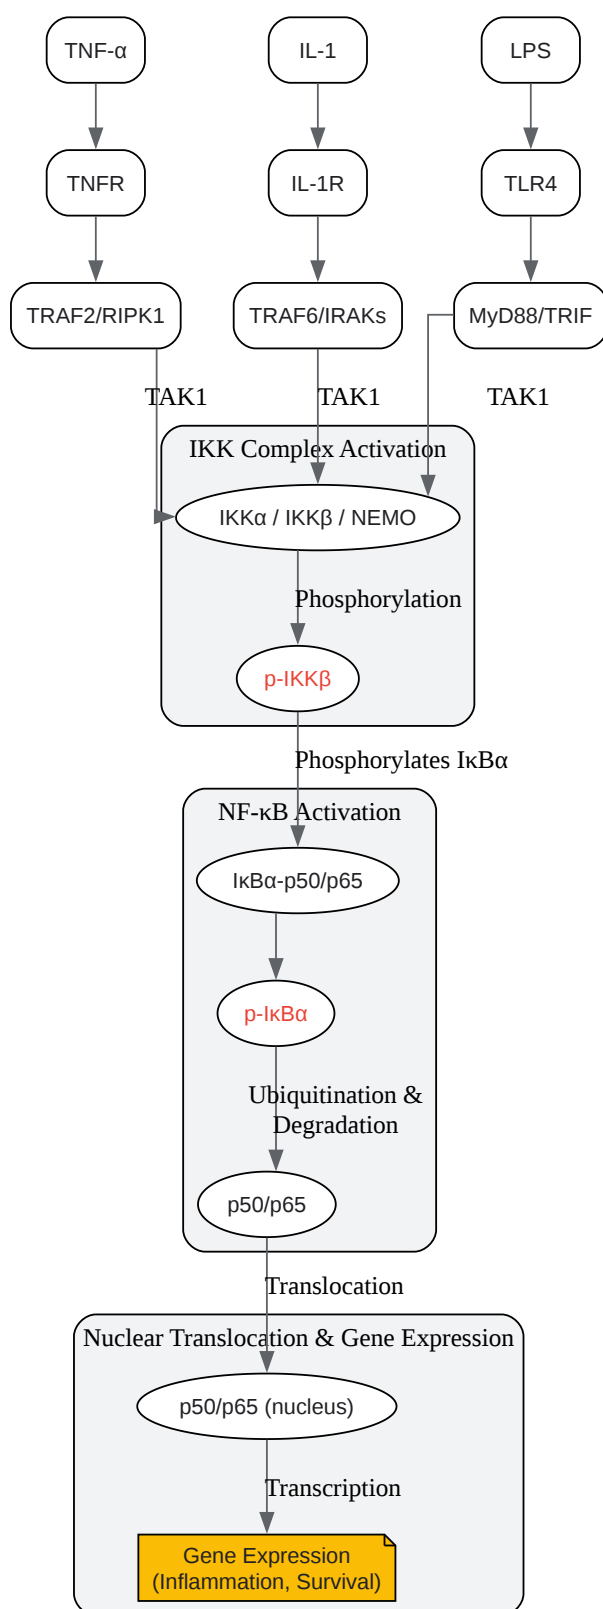 TNF-α
IL-1
LPS
TNFR
IL-1R
TLR4
TRAF2/RIPK1
TRAF6/IRAKs
MyD88/TRIF
TAK1
TAK1
TAK1
IKK Complex Activation
IKKα / IKKβ / NEMO
Phosphorylation
p-IKKβ
Phosphorylates IκBα
NF-κB Activation
IκBα-p50/p65
p-IκBα
Ubiquitination &
Degradation
p50/p65
Translocation
Nuclear Translocation & Gene Expression
p50/p65 (nucleus)
Transcription
Gene Expression
(Inflammation, Survival)